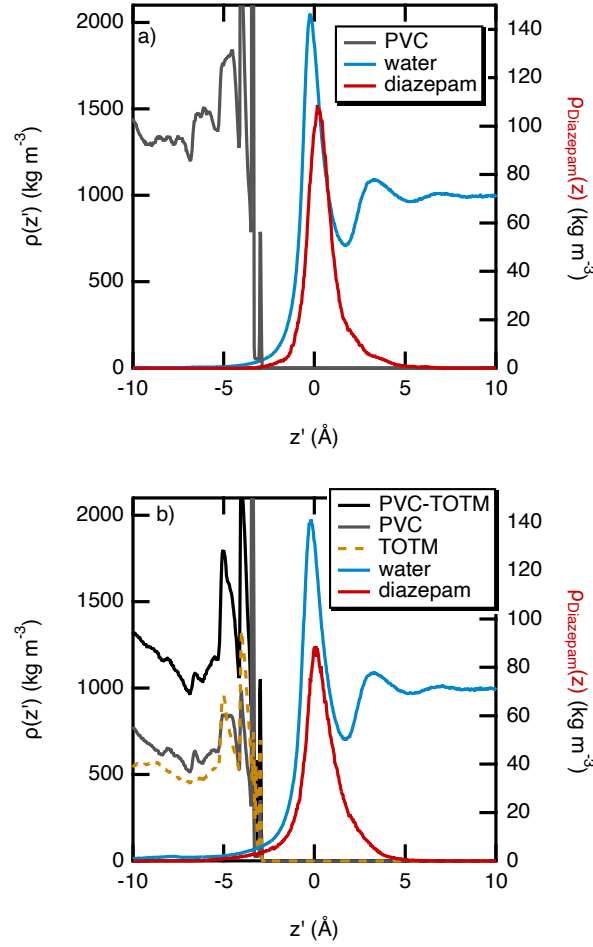 a)
PVC
water
diazepam
2000
1500
1000
500
0
ρ(z') (kg m-3)
140
120
100
80
60
40
20
0
ρDiazepam(z) (kg m-3)
-10 -5 0 5 10
z' (Å)
b)
PVC-TOTM
PVC
TOTM
water
diazepam
2000
1500
1000
500
0
ρ(z') (kg m-3)
140
120
100
80
60
40
20
0
ρDiazepam(z) (kg m-3)
-10 -5 0 5 10
z' (Å)